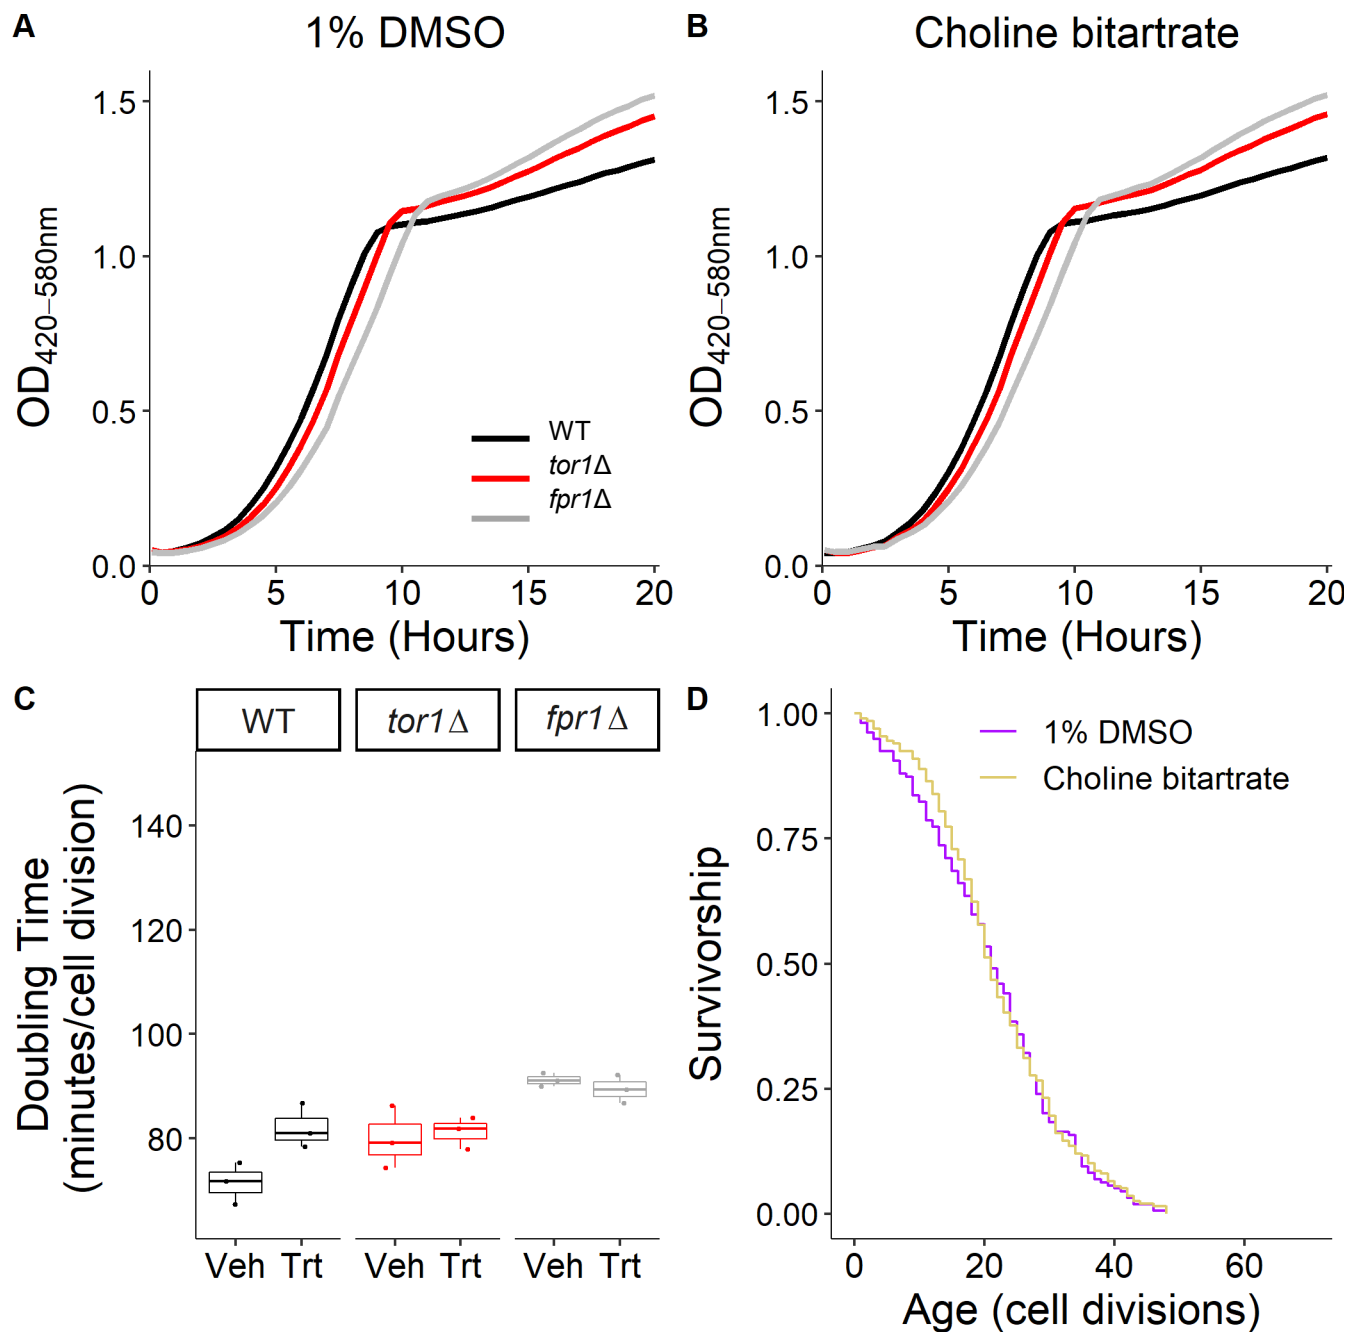 A
1% DMSO
1.5
1.0
0.5
0.0
OD420−580nm
WT
tor1Δ
fpr1Δ
0
5
10
15
20
Time (Hours)
B
Choline bitartrate
1.5
1.0
0.5
0.0
OD420−580nm
0
5
10
15
20
Time (Hours)
C
WT
tor1Δ
fpr1Δ
140
120
100
80
Doubling Time
(minutes/cell division)
Veh Trt
Veh Trt
Veh Trt
D
1.00
0.75
0.50
0.25
0.00
Survivorship
1% DMSO
Choline bitartrate
0
20
40
60
Age (cell divisions)